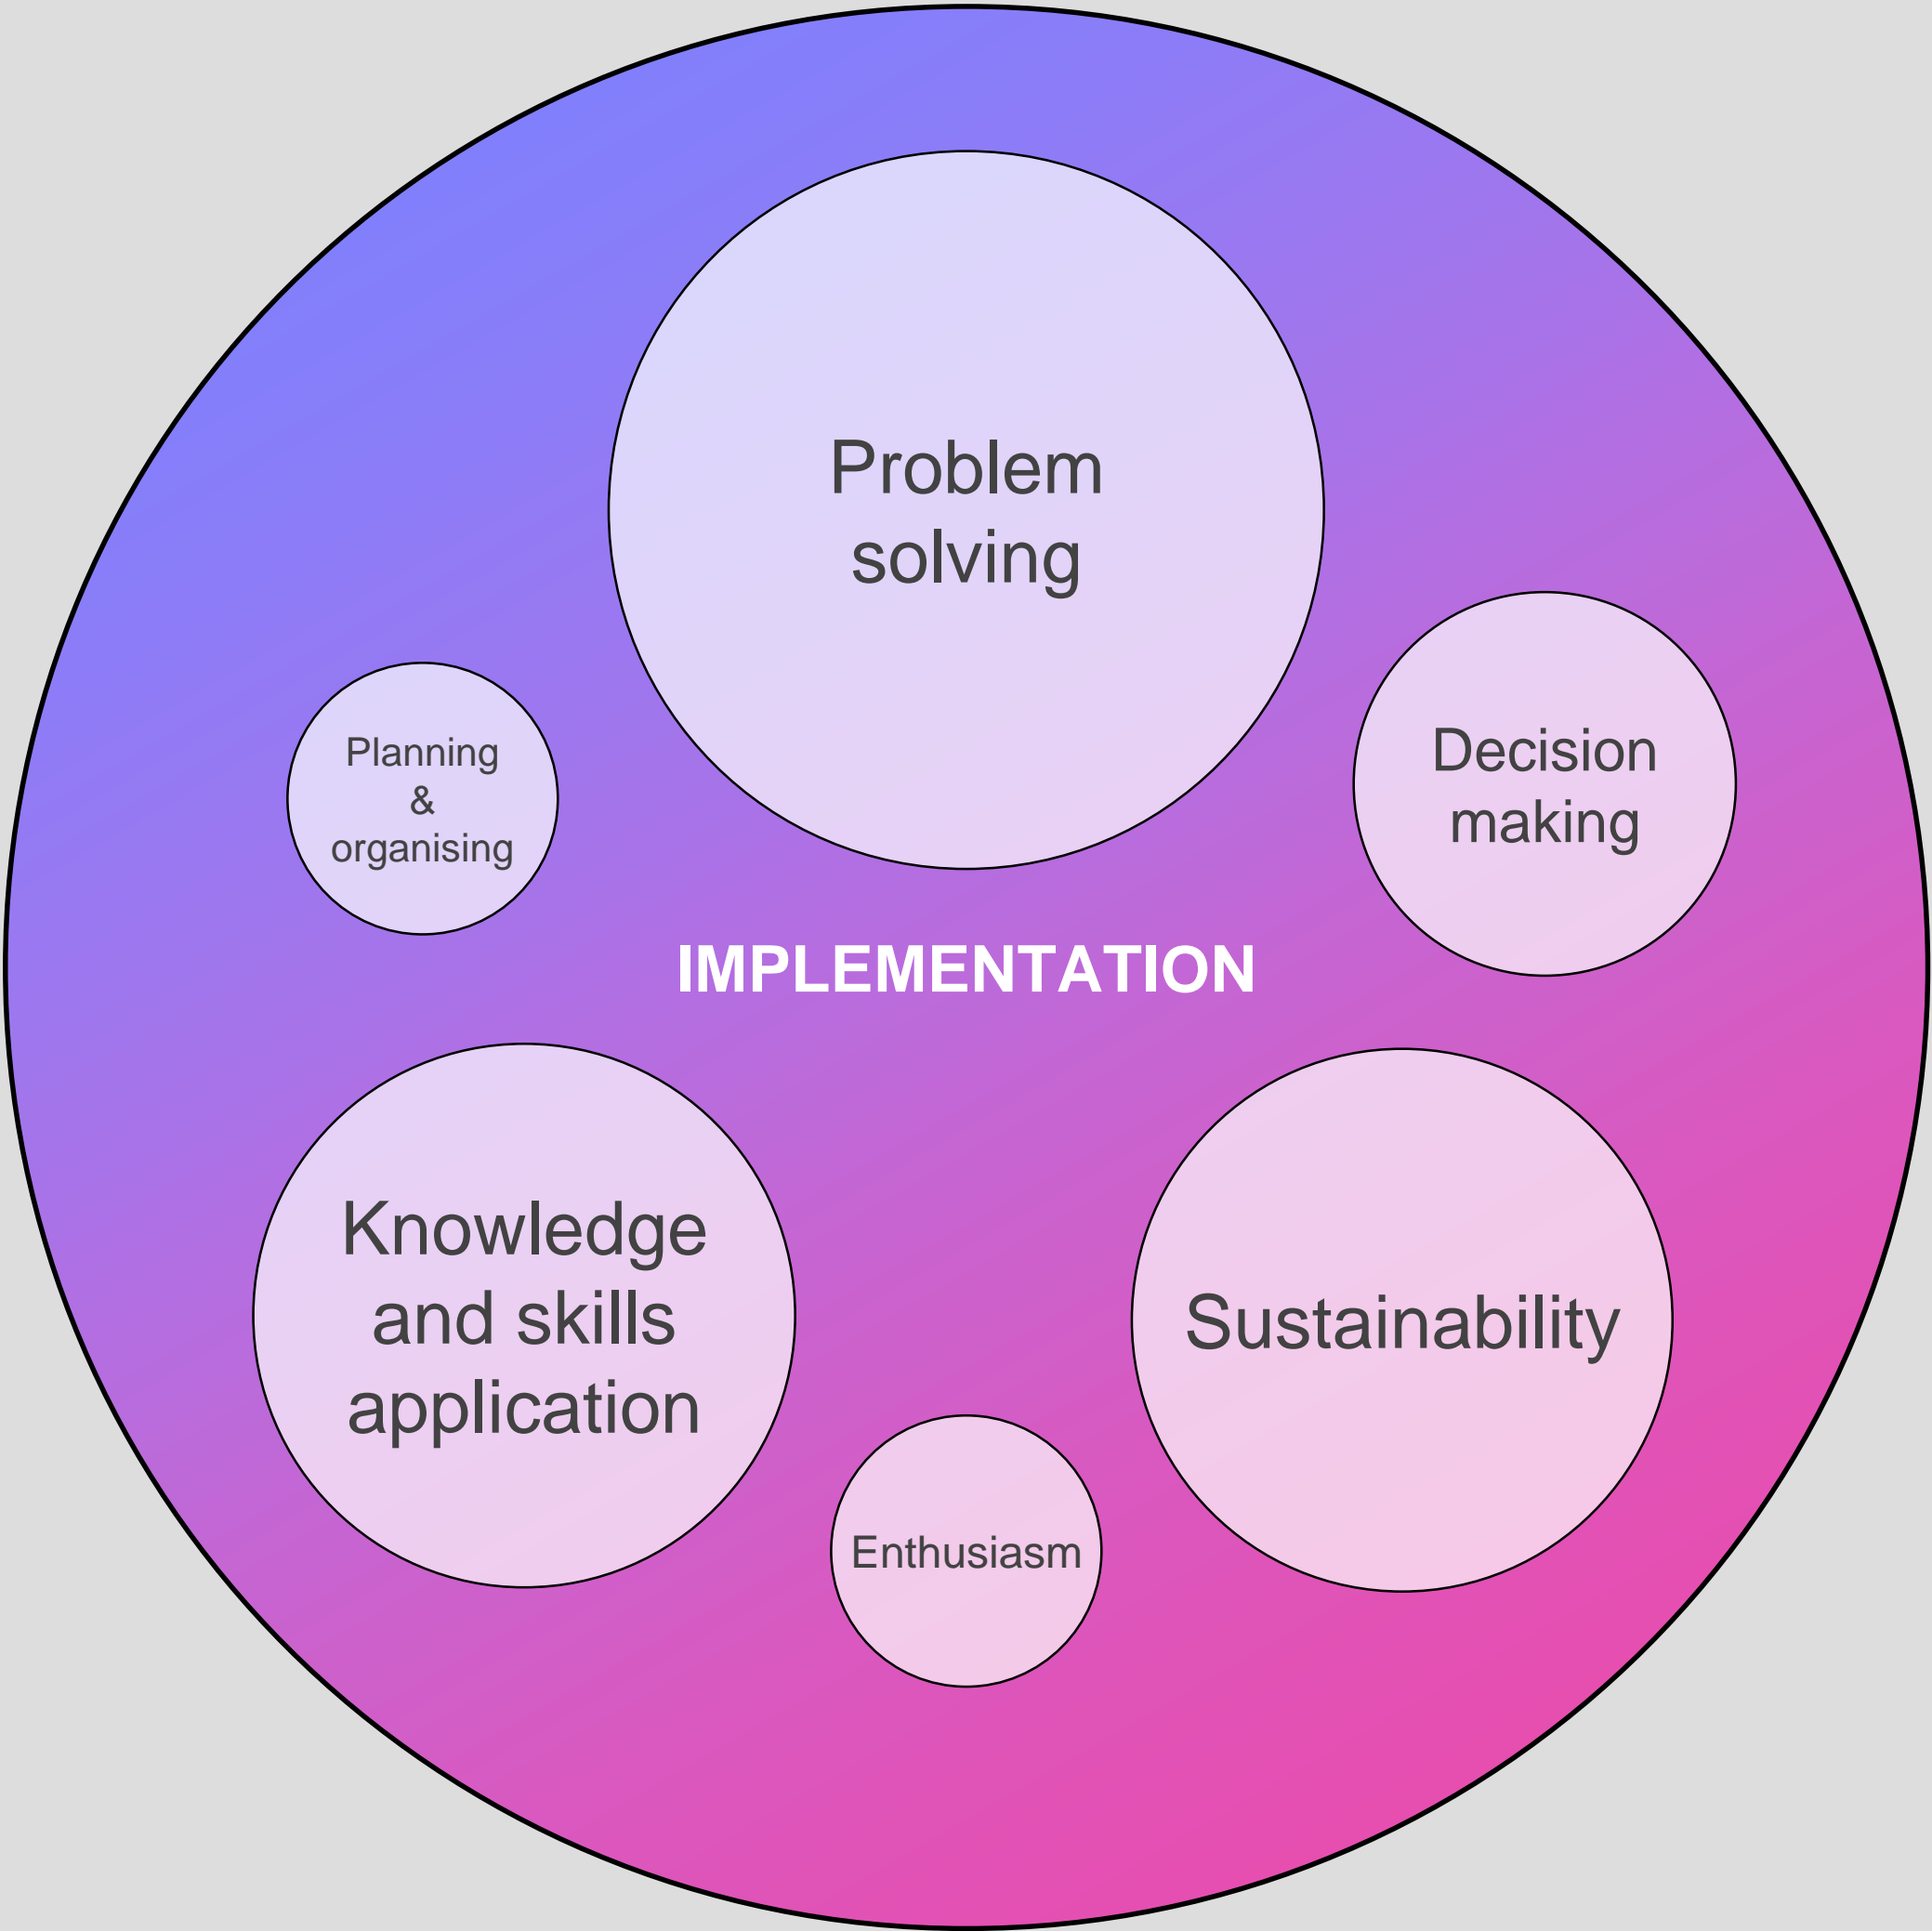 Problem
solving
Planning
&
organising
Decision
making
IMPLEMENTATION
Knowledge
and skills
application
Sustainability
Enthusiasm